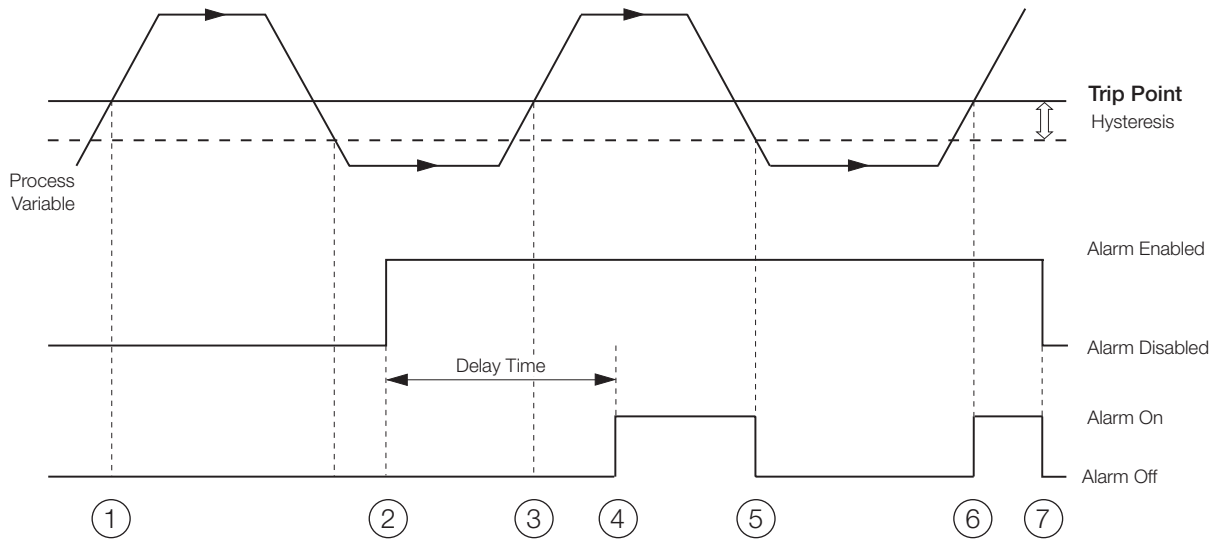 Trip Point
Hysteresis
Process
Variable
Alarm Enabled
Alarm Disabled
Delay Time
Alarm On
Alarm Off
1 2 3 4 5 6 7